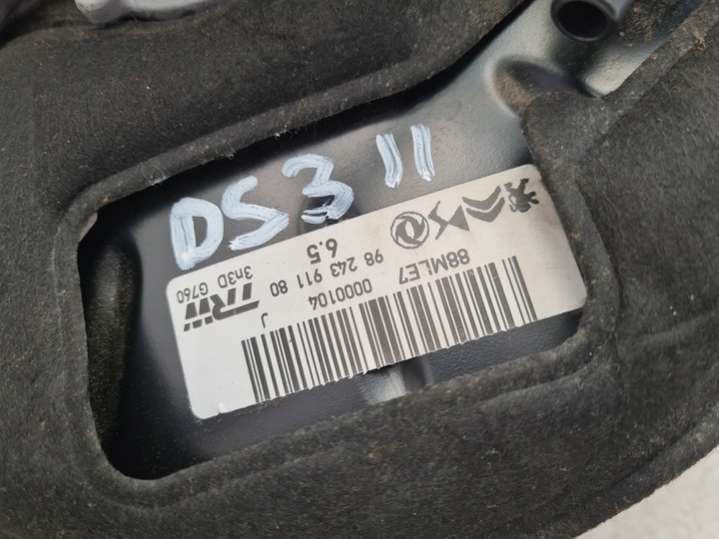 DS3 II
88MLE7
98 243 911 80
6.5
0000104
J
TRW
3n3D G760